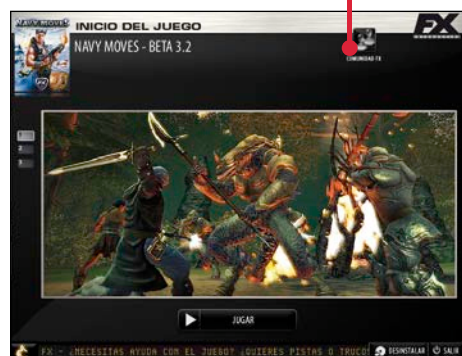 NAVY MOVES
INICIO DEL JUEGO
FX
NAVY MOVES - BETA 3.2
COMUNIDAD FX
1
2
3
JUGAR
FX - ¿NECESITAS AYUDA CON EL JUEGO? ¿QUIERES PISTAS O TRUCOS
DESINSTALAR
SALIR